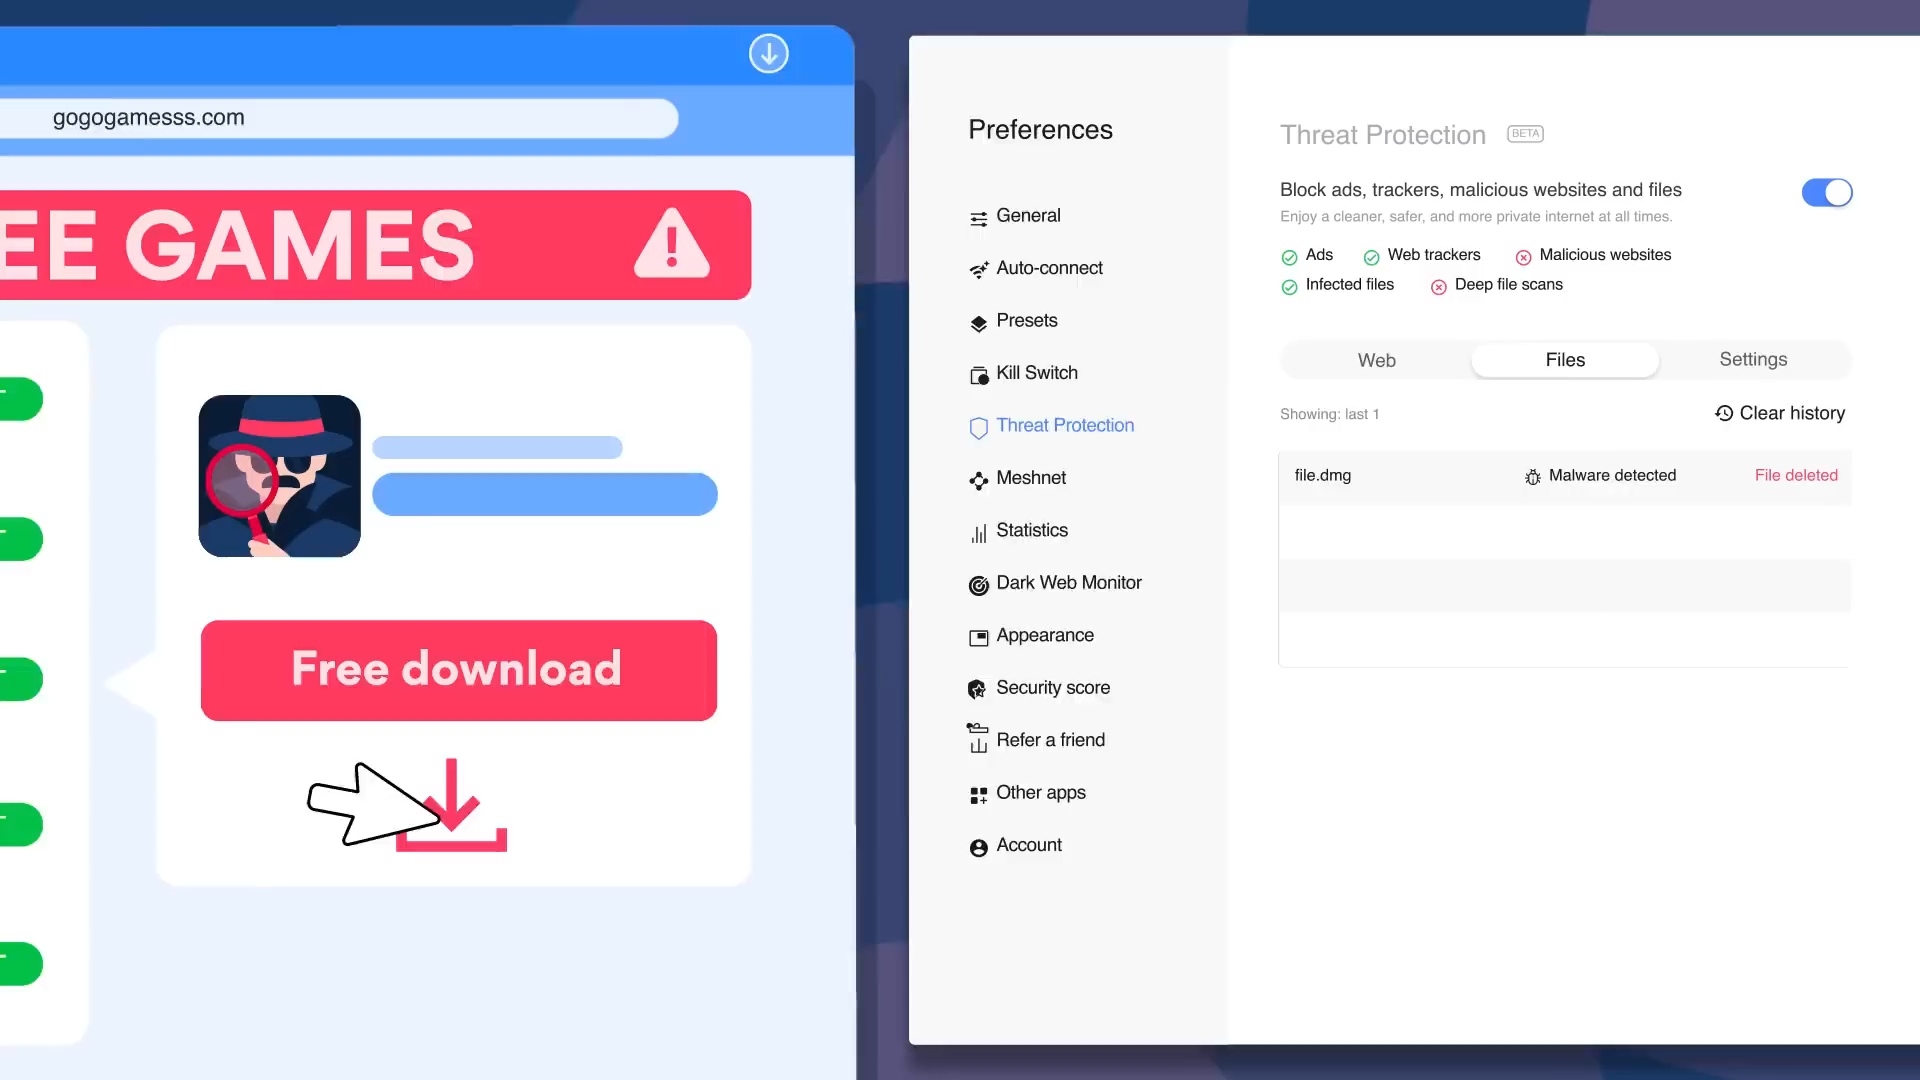 gogogamesss.com
EE GAMES
Free download
Preferences
General
Auto-connect
Presets
Kill Switch
Threat Protection
Meshnet
Statistics
Dark Web Monitor
Appearance
Security score
Refer a friend
Other apps
Account
Threat Protection BETA
Block ads, trackers, malicious websites and files
Enjoy a cleaner, safer, and more private internet at all times.
Ads Web trackers Malicious websites
Infected files Deep file scans
Web Files Settings
Showing: last 1 Clear history
file.dmg Malware detected File deleted